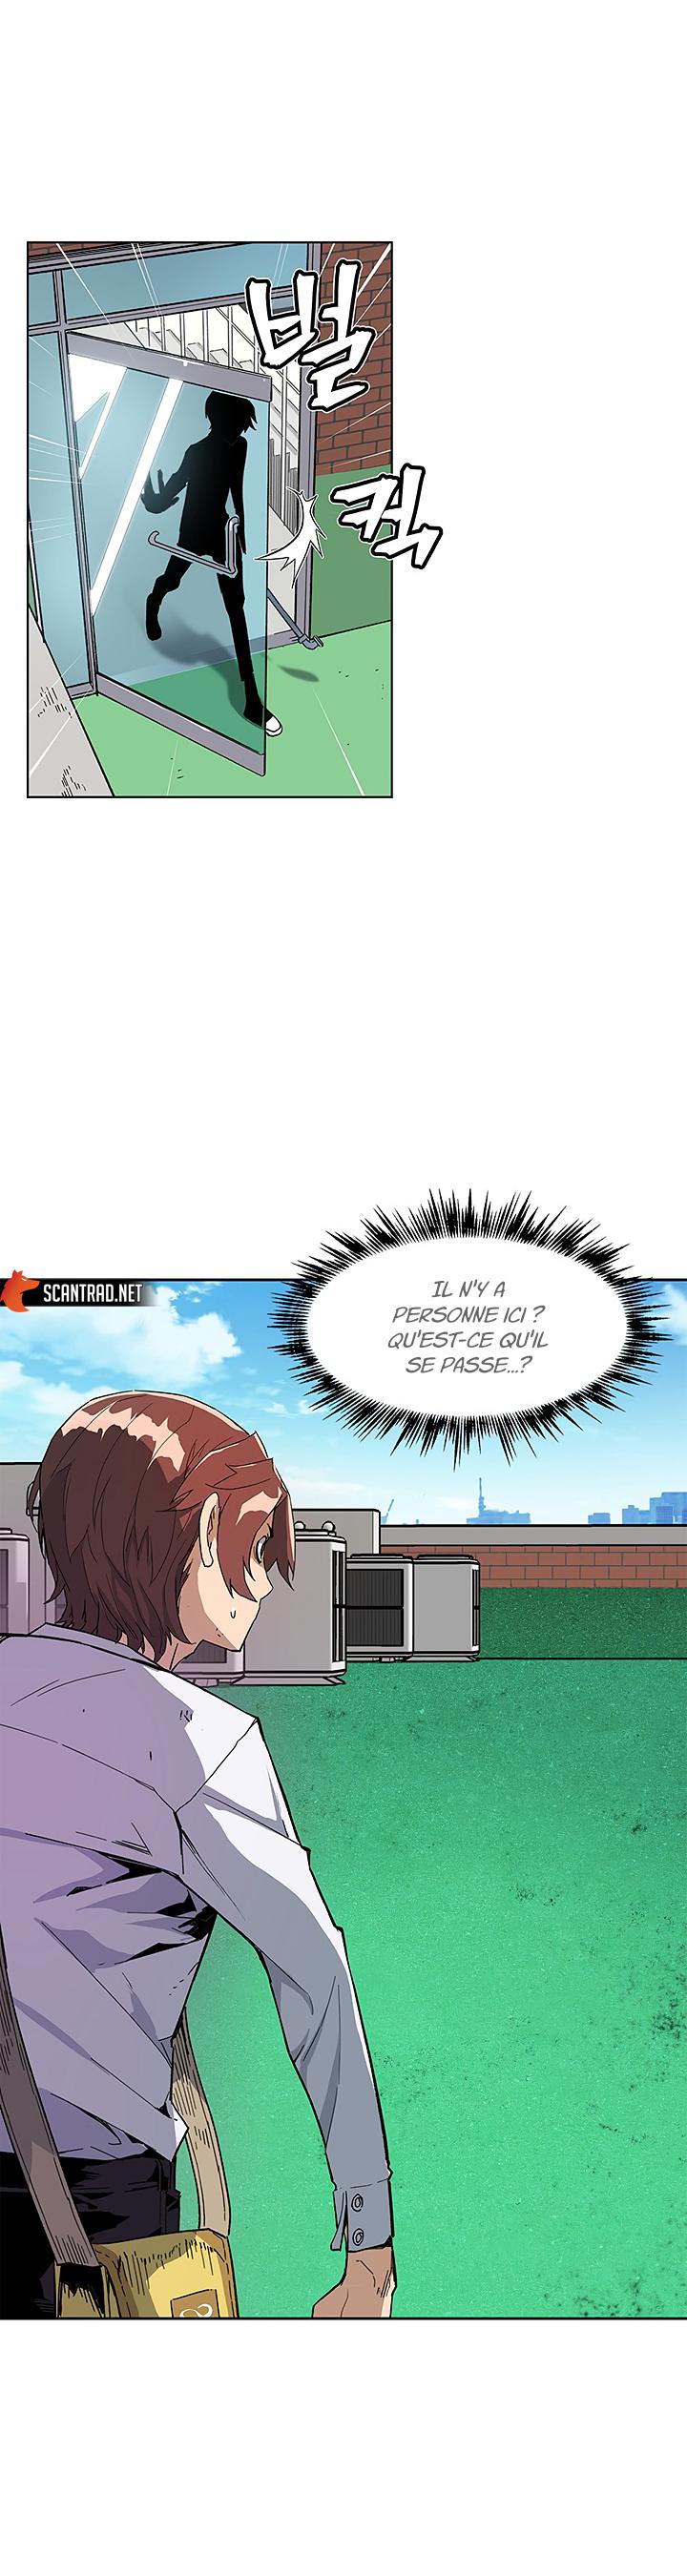 벌
컥
SCANTRAD.NET
IL N'Y A
PERSONNE ICI ?
QU'EST-CE QU'IL
SE PASSE...?